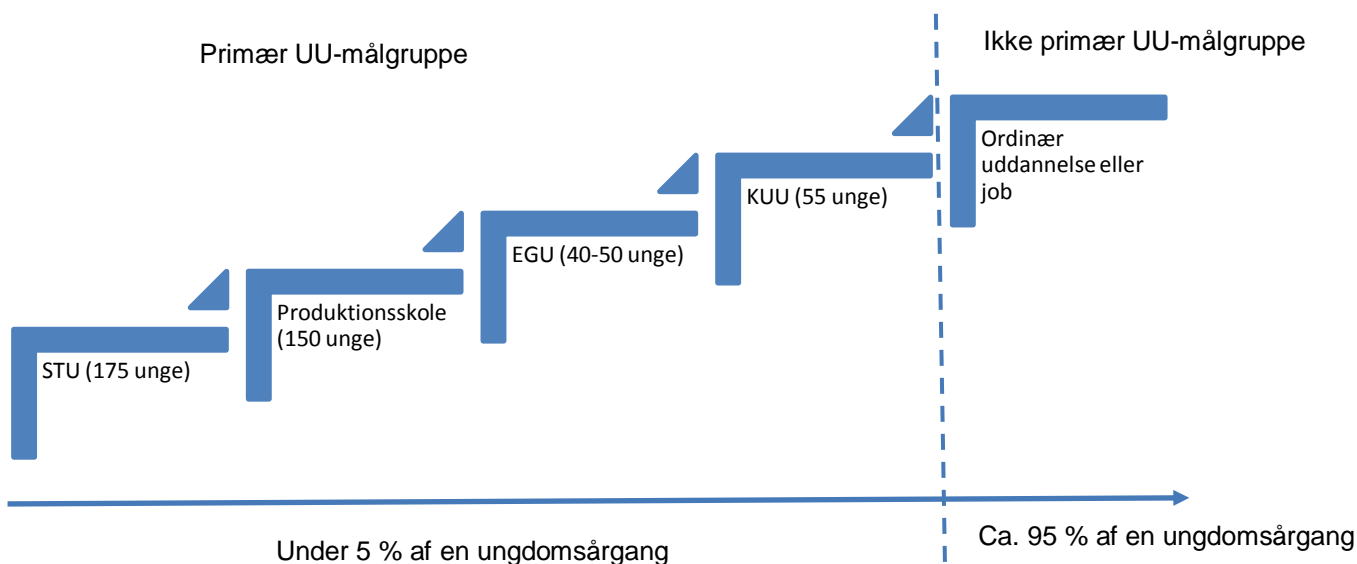 Primær UU-målgruppe
Ikke primær UU-målgruppe
Ordinær
uddannelse eller
job
KUU (55 unge)
EGU (40-50 unge)
Produktionsskole
(150 unge)
STU (175 unge)
Under 5 % af en ungdomsårgang
Ca. 95 % af en ungdomsårgang